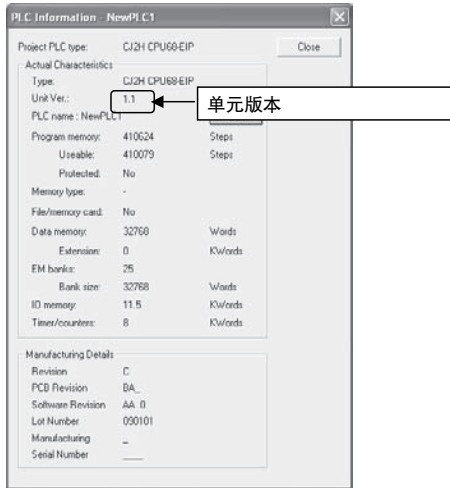 PLC Information - NewPLC1
Project PLC type: CJ2H CPU68-EIP Close
Actual Characteristics
Type: CJ2H CPU68-EIP
Unit Ver.: 1.1
单元版本
PLC name : NewPLC1
Program memory: 410624 Steps
Useable: 410079 Steps
Protected: No
Memory type: -
File/memory card: No
Data memory: 32768 Words
Extension: 0 KWords
EM banks: 25
Bank size: 32768 Words
IO memory: 11.5 KWords
Timer/counters: 8 KWords
Manufacturing Details
Revision C
PCB Revision BA_
Software Revision AA 0
Lot Number 090101
Manufacturing _
Serial Number ____